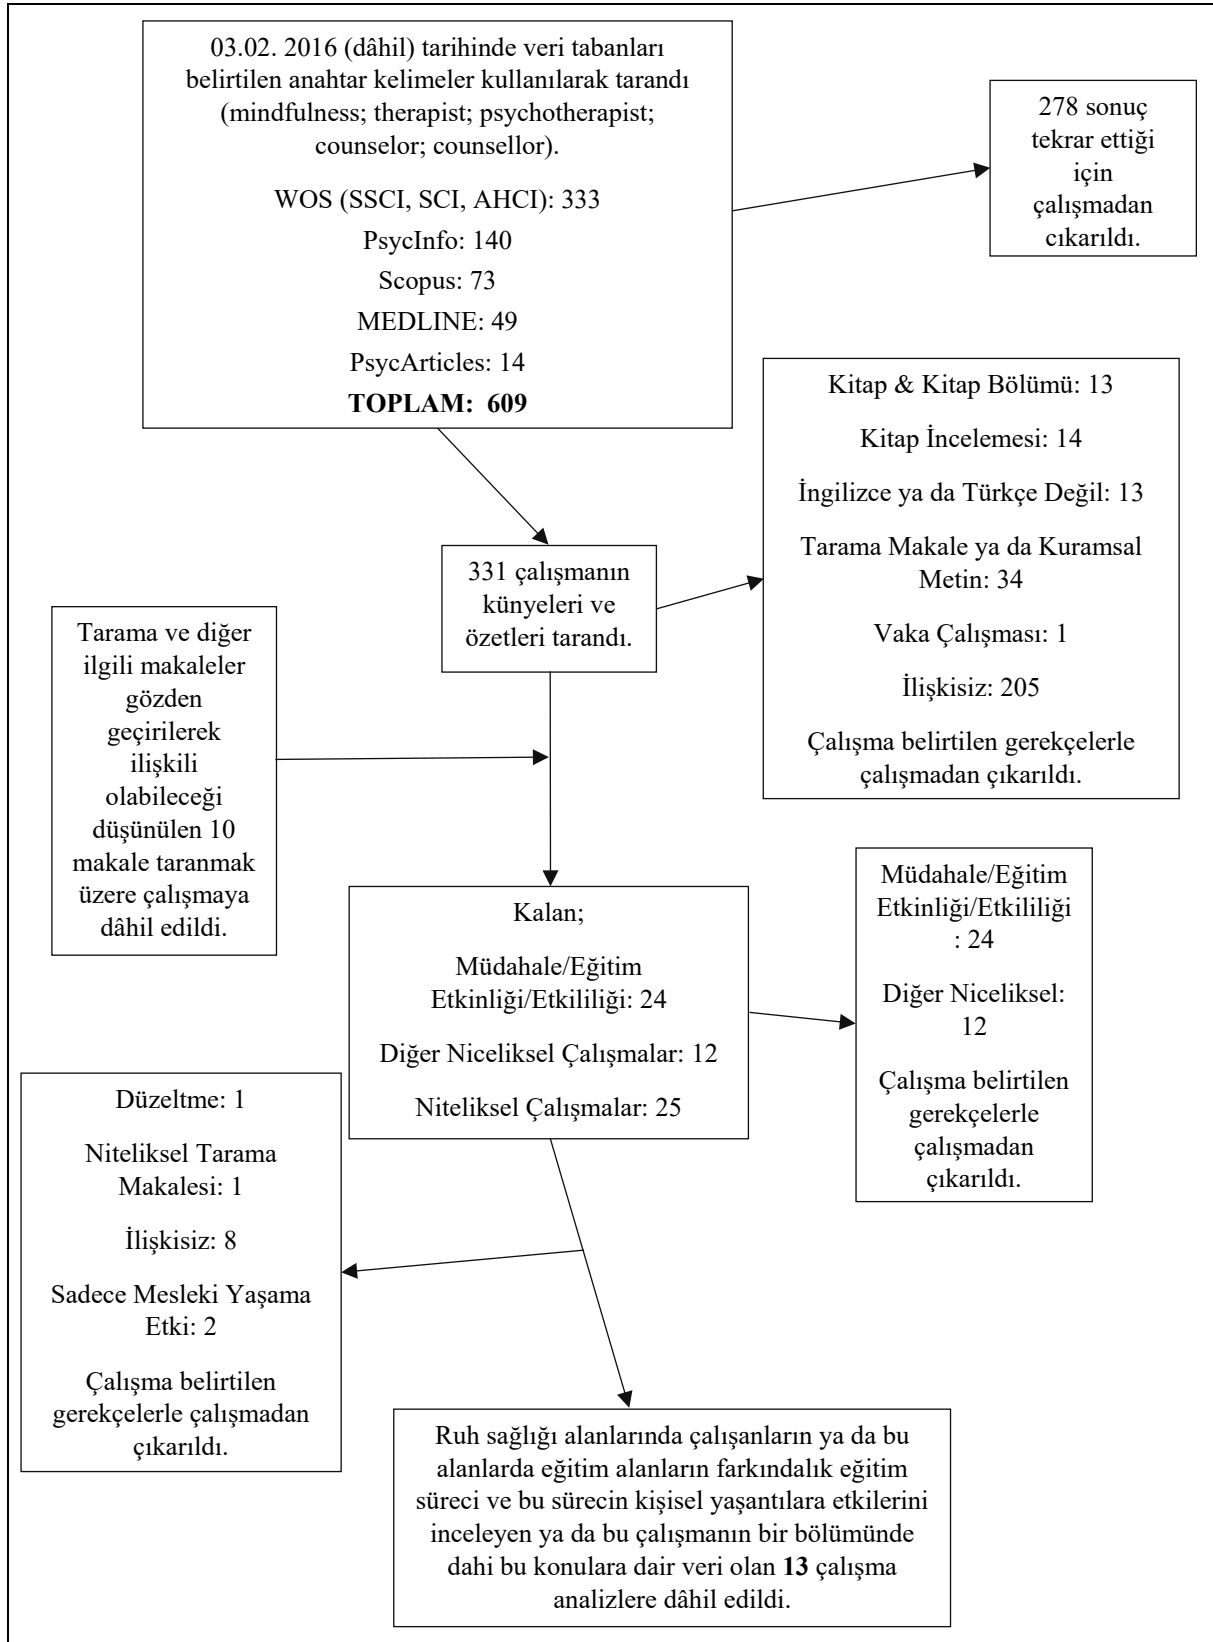 03.02. 2016 (dâhil) tarihinde veri tabanları
belirtilen anahtar kelimeler kullanılarak tarandı
(mindfulness; therapist; psychotherapist;
counselor; counsellor).
WOS (SSCI, SCI, AHCI): 333
PsycInfo: 140
Scopus: 73
MEDLINE: 49
PsycArticles: 14
TOPLAM: 609
278 sonuç
tekrar ettiği
için
çalışmadan
cıkarıldı.
Kitap & Kitap Bölümü: 13
Kitap İncelemesi: 14
İngilizce ya da Türkçe Değil: 13
Tarama Makale ya da Kuramsal
Metin: 34
Vaka Çalışması: 1
İlişkisiz: 205
Çalışma belirtilen gerekçelerle
çalışmadan çıkarıldı.
331 çalışmanın
künyeleri ve
özetleri tarandı.
Tarama ve diğer
ilgili makaleler
gözden
geçirilerek
ilişkili
olabileceği
düşünülen 10
makale taranmak
üzere çalışmaya
dâhil edildi.
Kalan;
Müdahale/Eğitim
Etkinliği/Etkililiği: 24
Diğer Niceliksel Çalışmalar: 12
Niteliksel Çalışmalar: 25
Müdahale/Eğitim
Etkinliği/Etkililiği
: 24
Diğer Niceliksel:
12
Çalışma belirtilen
gerekçelerle
çalışmadan
çıkarıldı.
Düzeltme: 1
Niteliksel Tarama
Makalesi: 1
İlişkisiz: 8
Sadece Mesleki Yaşama
Etki: 2
Çalışma belirtilen
gerekçelerle çalışmadan
çıkarıldı.
Ruh sağlığı alanlarında çalışanların ya da bu
alanlarda eğitim alanların farkındalık eğitim
süreci ve bu sürecin kişisel yaşantılara etkilerini
inceleyen ya da bu çalışmanın bir bölümünde
dahi bu konulara dair veri olan 13 çalışma
analizlere dâhil edildi.